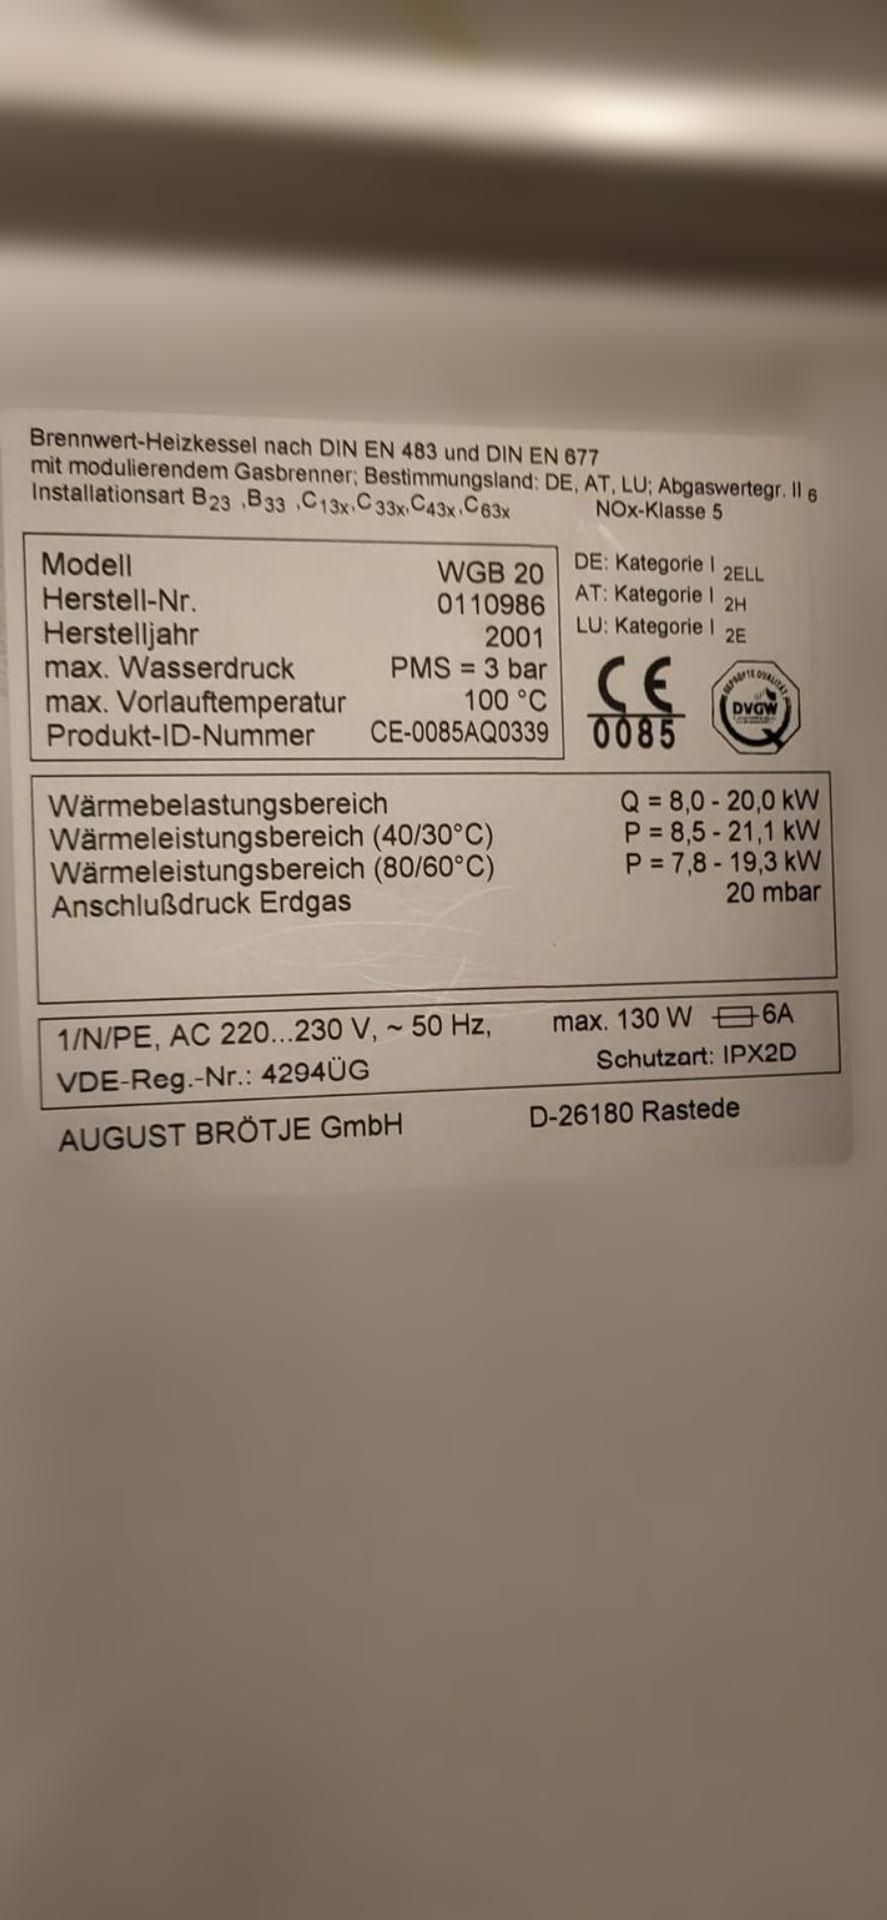 Brennwert-Heizkessel nach DIN EN 483 und DIN EN 677
mit modulierendem Gasbrenner; Bestimmungsland: DE, AT, LU; Abgaswertegr. II 6
Installationsart B23 ,B33 ,C13x,C33x,C43x,C63x NOx-Klasse 5
Modell WGB 20
Herstell-Nr. 0110986
Herstelljahr 2001
max. Wasserdruck PMS = 3 bar
max. Vorlauftemperatur 100 °C
Produkt-ID-Nummer CE-0085AQ0339
DE: Kategorie I 2ELL
AT: Kategorie I 2H
LU: Kategorie I 2E
CE
0085
GEPRÜFTE QUALITÄT
DVGW
Wärmebelastungsbereich Q = 8,0 - 20,0 kW
Wärmeleistungsbereich (40/30°C) P = 8,5 - 21,1 kW
Wärmeleistungsbereich (80/60°C) P = 7,8 - 19,3 kW
Anschlußdruck Erdgas 20 mbar
1/N/PE, AC 220...230 V, ~ 50 Hz, max. 130 W 6A
VDE-Reg.-Nr.: 4294ÜG Schutzart: IPX2D
AUGUST BRÖTJE GmbH D-26180 Rastede